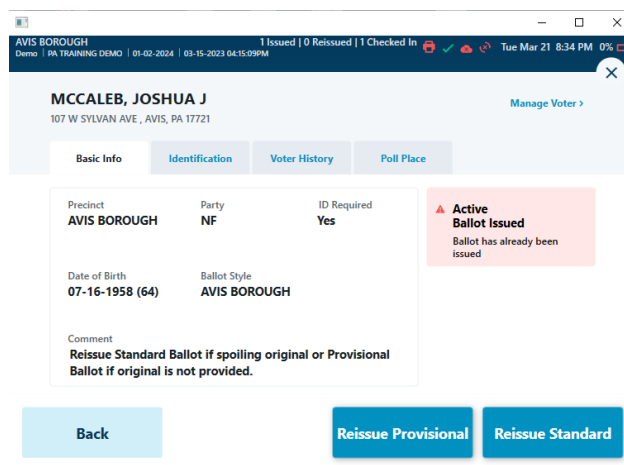 AVIS BOROUGH
1 Issued | 0 Reissued | 1 Checked In
Tue Mar 21 8:34 PM 0%
Demo | PA TRAINING DEMO | 01-02-2024 | 03-15-2023 04:15:09PM
MCCALEB, JOSHUA J
Manage Voter >
107 W SYLVAN AVE , AVIS, PA 17721
Basic Info Identification Voter History Poll Place
Precinct Party ID Required
AVIS BOROUGH NF Yes
Active
Ballot Issued
Ballot has already been
issued
Date of Birth Ballot Style
07-16-1958 (64) AVIS BOROUGH
Comment
Reissue Standard Ballot if spoiling original or Provisional
Ballot if original is not provided.
Back Reissue Provisional Reissue Standard